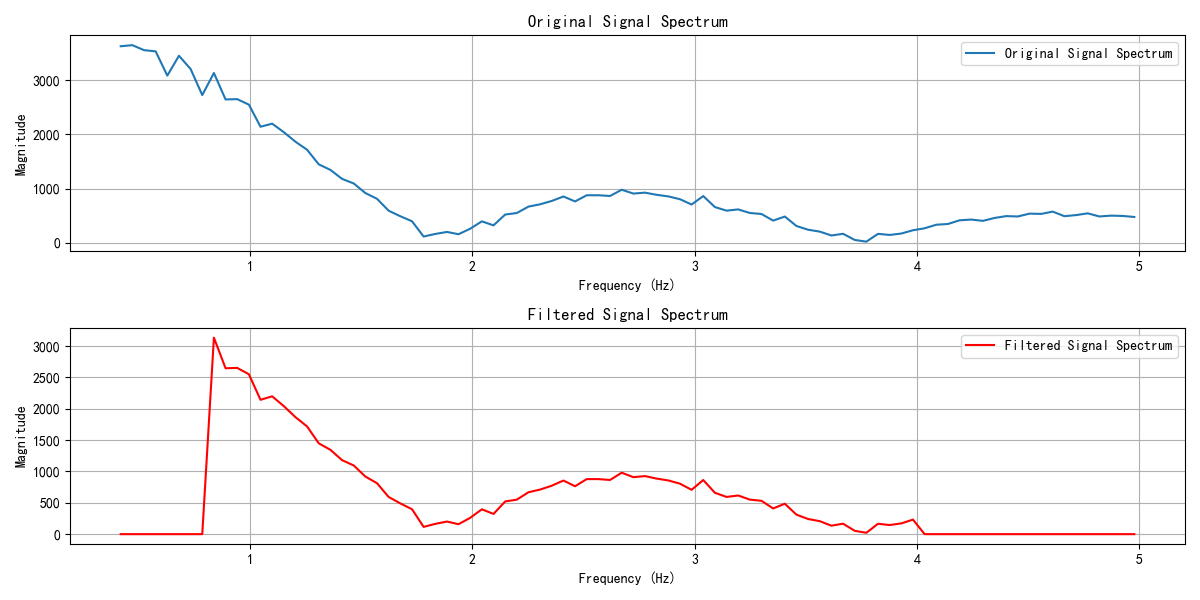 Original Signal Spectrum
Original Signal Spectrum
Magnitude
3000
2000
1000
0
1 2 3 4 5
Frequency (Hz)
Filtered Signal Spectrum
Filtered Signal Spectrum
Magnitude
3000
2500
2000
1500
1000
500
0
1 2 3 4 5
Frequency (Hz)